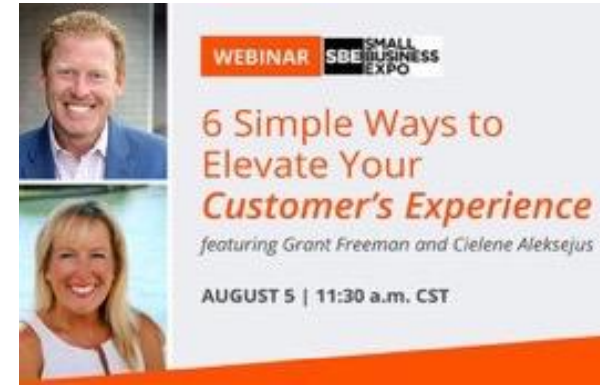 WEBINAR SBE SMALL BUSINESS EXPO
6 Simple Ways to
Elevate Your
Customer's Experience
featuring Grant Freeman and Cielene Aleksejus
AUGUST 5 | 11:30 a.m. CST